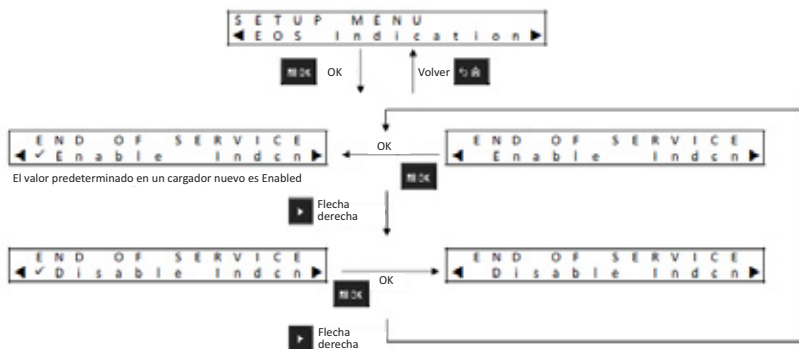 SETUP MENU
◀EOS Indication▶
OK
Volver
END OF SERVICE
◀✓Enable Indcn▶
OK
END OF SERVICE
◀ Enable Indcn▶
El valor predeterminado en un cargador nuevo es Enabled
Flecha
derecha
END OF SERVICE
◀✓Disable Indcn▶
OK
END OF SERVICE
◀ Disable Indcn▶
Flecha
derecha